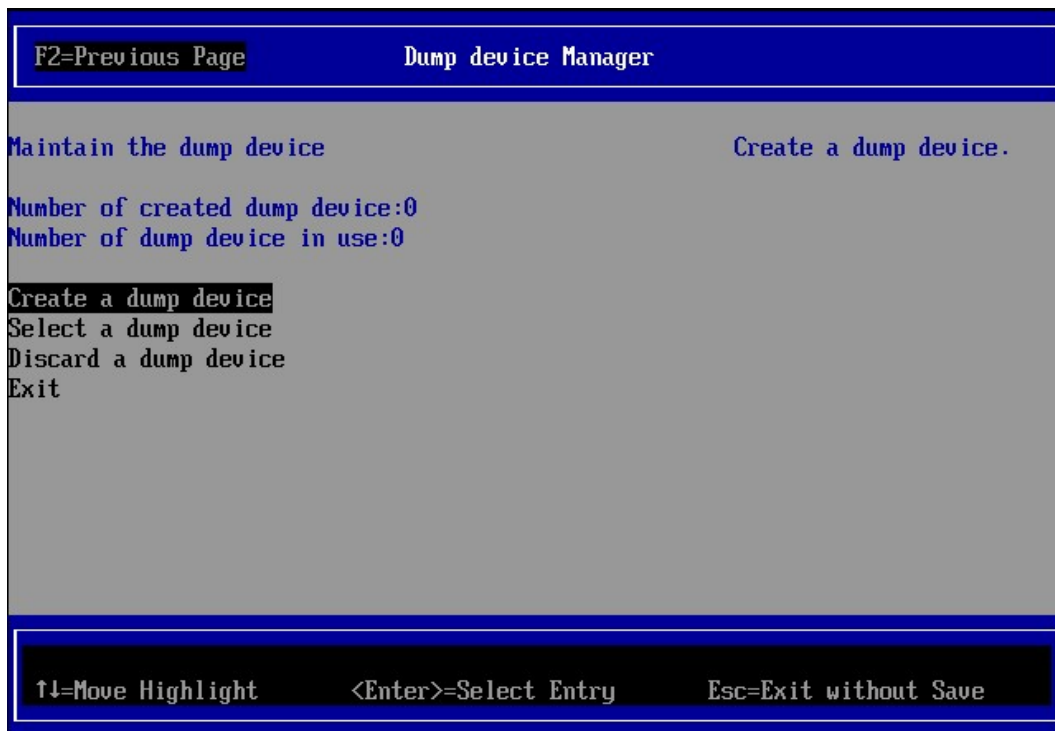 F2=Previous Page Dump device Manager
Maintain the dump device Create a dump device.
Number of created dump device:0
Number of dump device in use:0
Create a dump device
Select a dump device
Discard a dump device
Exit
↑↓=Move Highlight <Enter>=Select Entry Esc=Exit without Save